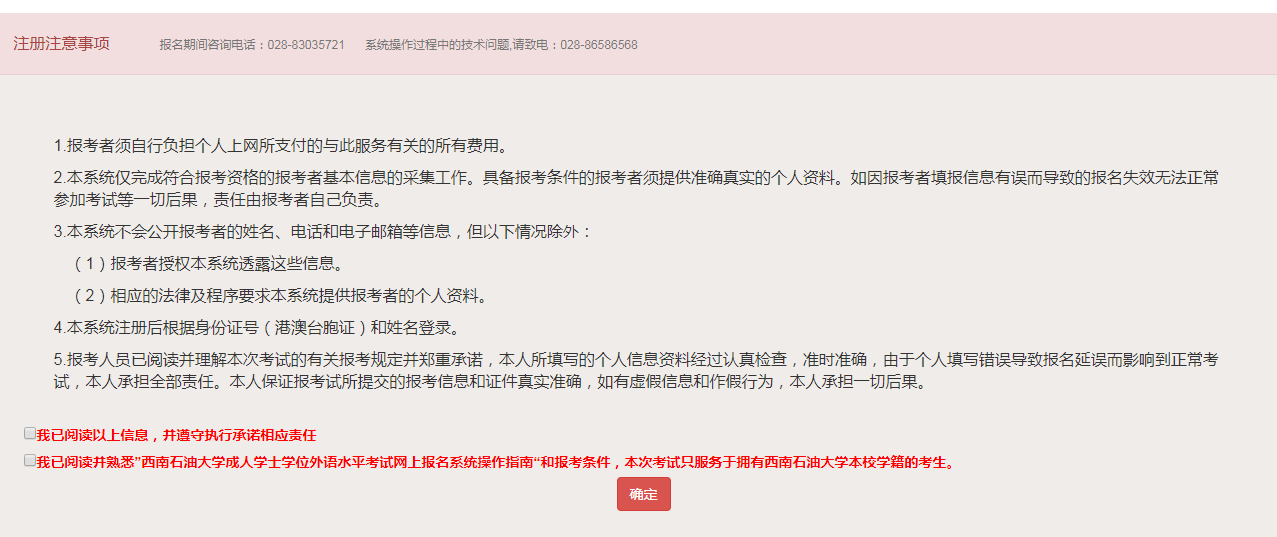 注册注意事项 报名期间咨询电话：028-83035721 系统操作过程中的技术问题,请致电：028-86586568
1.报考者须自行负担个人上网所支付的与此服务有关的所有费用。
2.本系统仅完成符合报考资格的报考者基本信息的采集工作。具备报考条件的报考者须提供准确真实的个人资料。如因报考者填报信息有误而导致的报名失效无法正常
参加考试等一切后果，责任由报考者自己负责。
3.本系统不会公开报考者的姓名、电话和电子邮箱等信息，但以下情况除外：
（1）报考者授权本系统透露这些信息。
（2）相应的法律及程序要求本系统提供报考者的个人资料。
4.本系统注册后根据身份证号（港澳台胞证）和姓名登录。
5.报考人员已阅读并理解本次考试的有关报考规定并郑重承诺，本人所填写的个人信息资料经过认真检查，准时准确，由于个人填写错误导致报名延误而影响到正常考
试，本人承担全部责任。本人保证报考试所提交的报考信息和证件真实准确，如有虚假信息和作假行为，本人承担一切后果。
我已阅读以上信息，并遵守执行承诺相应责任
我已阅读并熟悉”西南石油大学成人学士学位外语水平考试网上报名系统操作指南“和报考条件，本次考试只服务于拥有西南石油大学本校学籍的考生。
确定